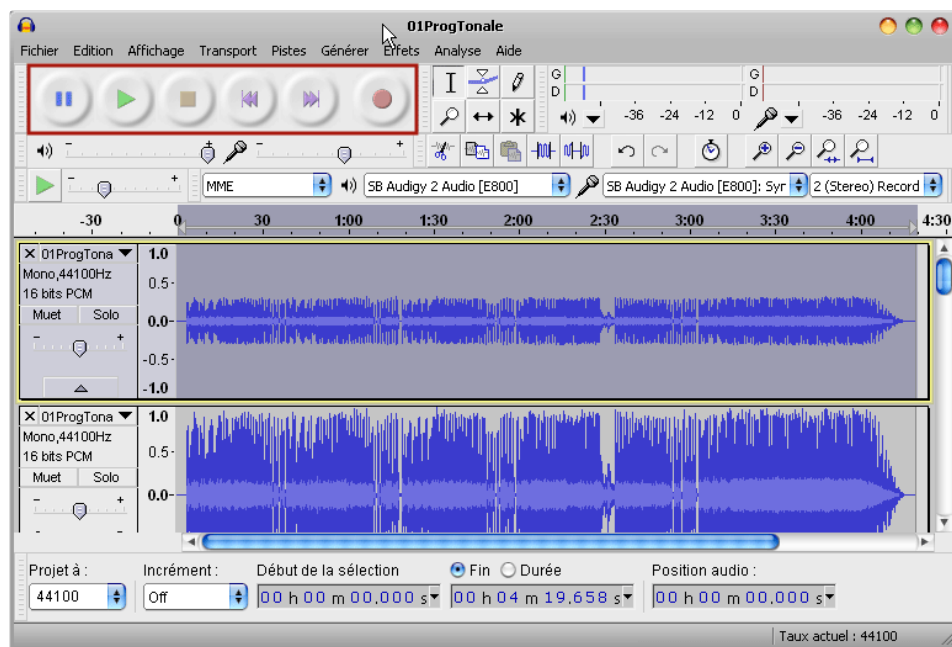 01ProgTonale
Fichier Edition Affichage Transport Pistes Générer Effets Analyse Aide
G
D
-36 -24 -12 0
G
D
-36 -24 -12 0
- +
- +
- +
MME
SB Audigy 2 Audio [E800]
SB Audigy 2 Audio [E800]: Syr
2 (Stereo) Record
-30 0 30 1:00 1:30 2:00 2:30 3:00 3:30 4:00 4:30
X 01ProgTona
Mono,44100Hz
16 bits PCM
Muet Solo
- +
1.0
0.5-
0.0-
-0.5-
-1.0
X 01ProgTona
Mono,44100Hz
16 bits PCM
Muet Solo
- +
1.0
0.5-
0.0-
Projet à : Incrément : Début de la sélection Fin Durée Position audio :
44100 Off 00 h 00 m 00.000 s 00 h 04 m 19.658 s 00 h 00 m 00.000 s
Taux actuel : 44100